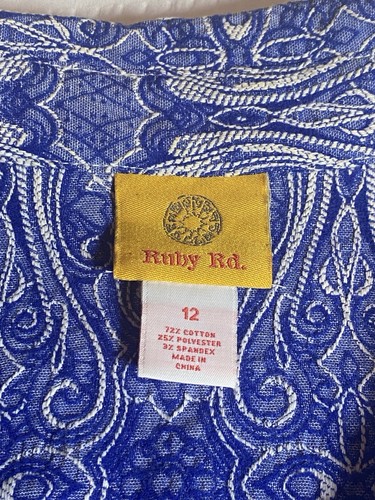 Ruby Rd.
12
72% COTTON
25% POLYESTER
3% SPANDEX
MADE IN
CHINA